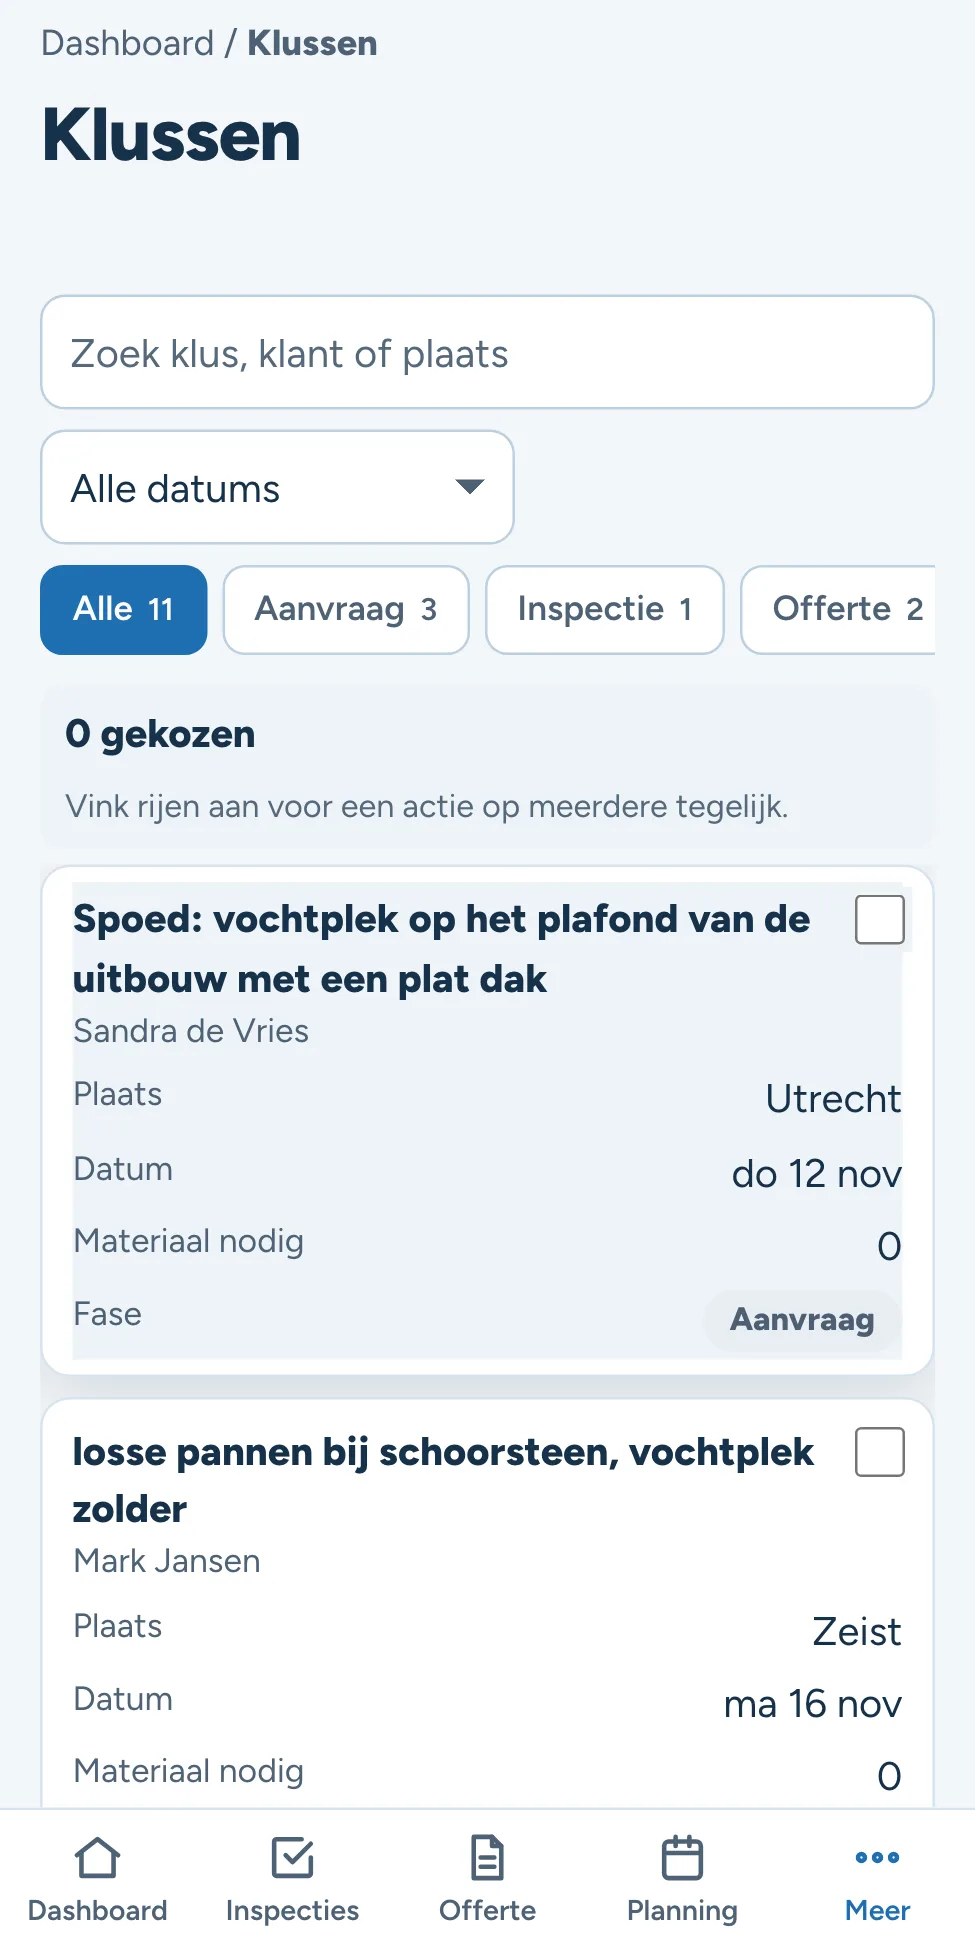 Dashboard / Klussen
Klussen
Zoek klus, klant of plaats
Alle datums
Alle 11 Aanvraag 3 Inspectie 1 Offerte 2
0 gekozen
Vink rijen aan voor een actie op meerdere tegelijk.
Spoed: vochtplek op het plafond van de
uitbouw met een plat dak
Sandra de Vries
Plaats Utrecht
Datum do 12 nov
Materiaal nodig 0
Fase Aanvraag
losse pannen bij schoorsteen, vochtplek
zolder
Mark Jansen
Plaats Zeist
Datum ma 16 nov
Materiaal nodig 0
Dashboard Inspecties Offerte Planning Meer